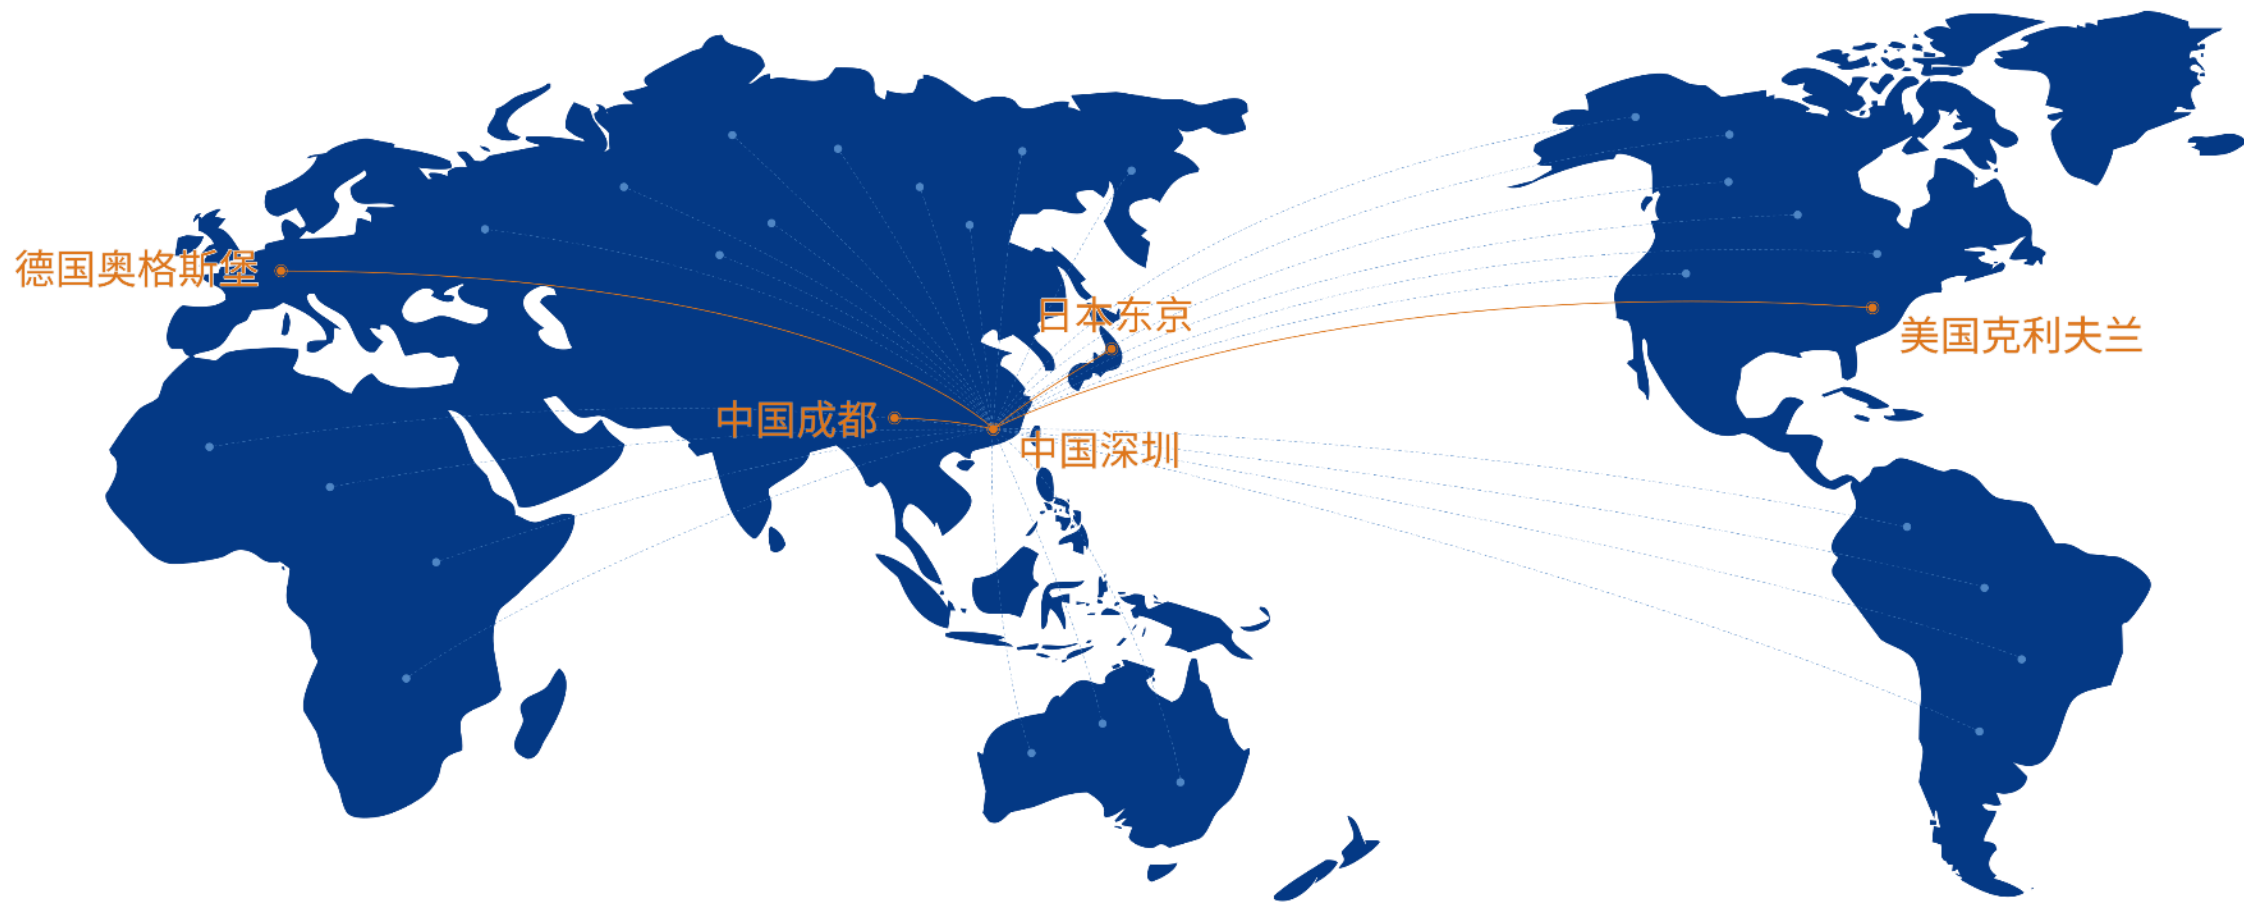 德国奥格斯堡
日本东京
美国克利夫兰
中国成都
中国深圳